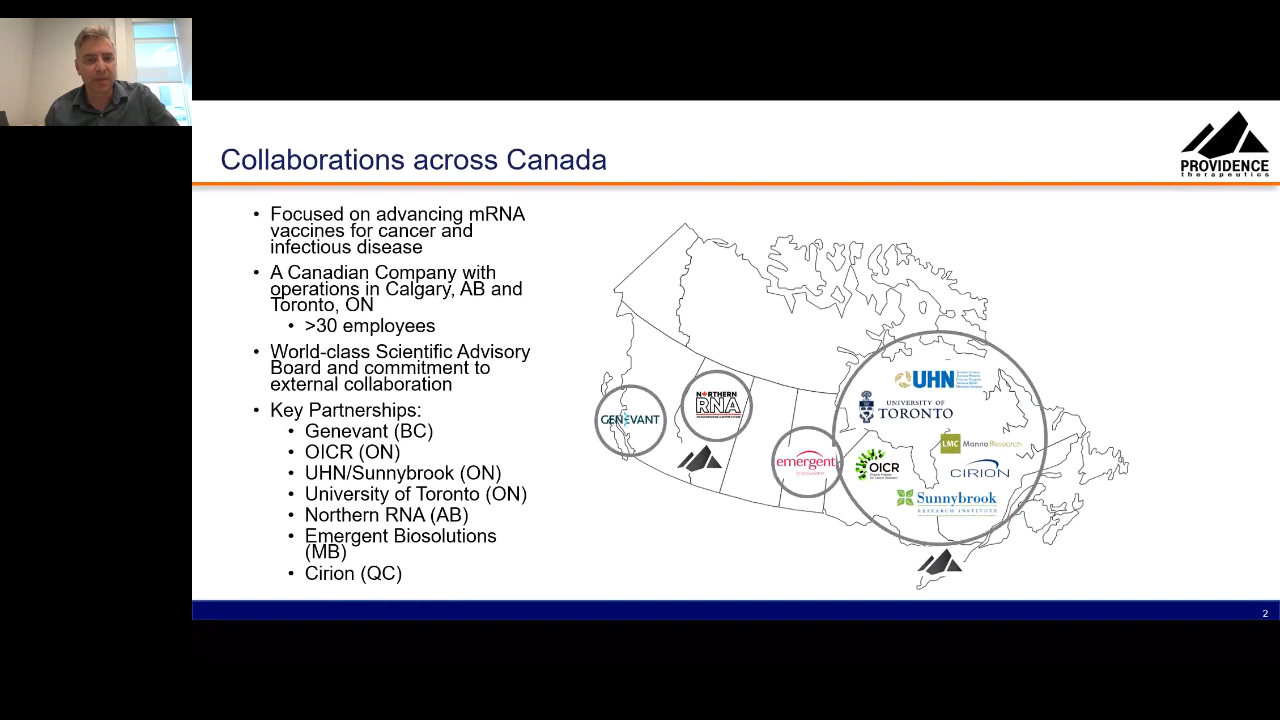 Collaborations across Canada
PROVIDENCE
therapeutics
• Focused on advancing mRNA
vaccines for cancer and
infectious disease
• A Canadian Company with
operations in Calgary, AB and
Toronto, ON
• >30 employees
• World-class Scientific Advisory
Board and commitment to
external collaboration
• Key Partnerships:
• Genevant (BC)
• OICR (ON)
• UHN/Sunnybrook (ON)
• University of Toronto (ON)
• Northern RNA (AB)
• Emergent Biosolutions
(MB)
• Cirion (QC)
GENEVANT
NORTHERN
RNA
emergent
UHN
UNIVERSITY OF
TORONTO
LMC Manna Research
OICR
CIRION
Sunnybrook
RESEARCH INSTITUTE
2